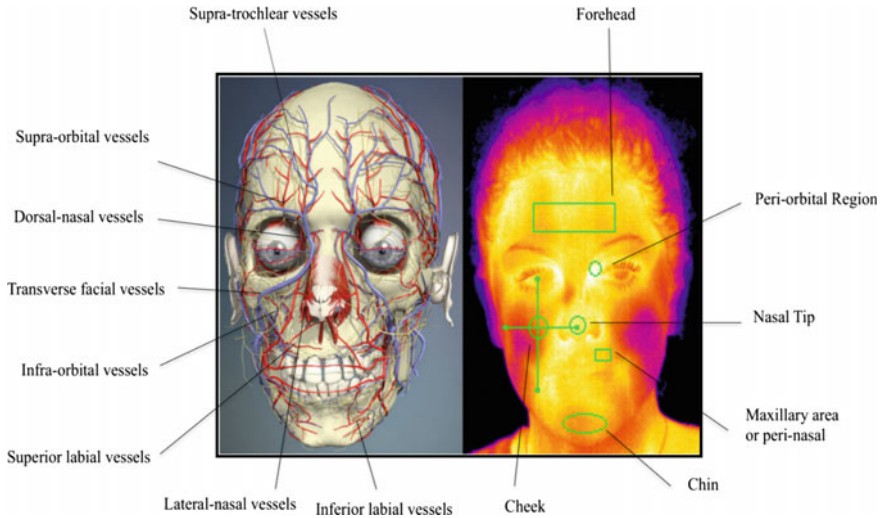 Supra-trochlear vessels
Forehead
Supra-orbital vessels
Dorsal-nasal vessels
Transverse facial vessels
Infra-orbital vessels
Superior labial vessels
Lateral-nasal vessels
Inferior labial vessels
Peri-orbital Region
Nasal Tip
Maxillary area
or peri-nasal
Chin
Cheek